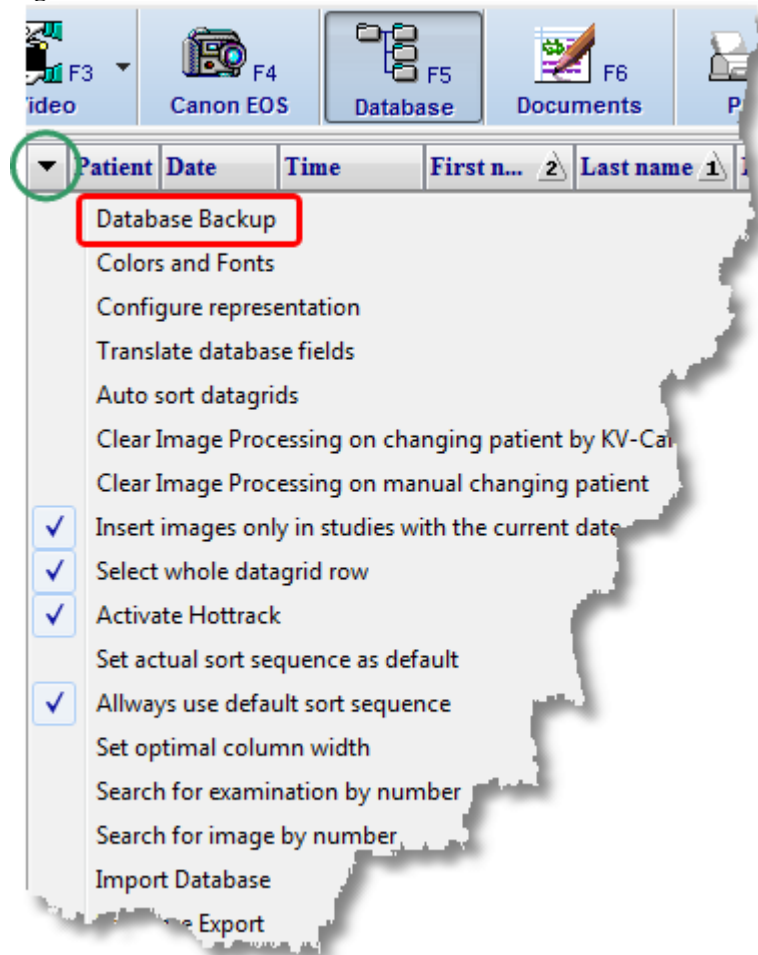 F3 F4 F5 F6
ideo Canon EOS Database Documents P
Patient Date Time First n... 2 Last name 1
Database Backup
Colors and Fonts
Configure representation
Translate database fields
Auto sort datagrids
Clear Image Processing on changing patient by KV-Ca
Clear Image Processing on manual changing patient
Insert images only in studies with the current date
Select whole datagrid row
Activate Hottrack
Set actual sort sequence as default
Allways use default sort sequence
Set optimal column width
Search for examination by number
Search for image by number
Import Database
e Export